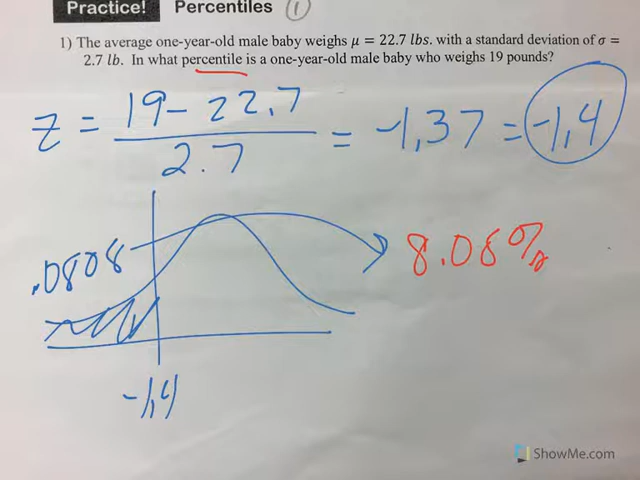 Practice! Percentiles 1
1) The average one-year-old male baby weighs μ = 22.7 lbs. with a standard deviation of σ =
2.7 lb. In what percentile is a one-year-old male baby who weighs 19 pounds?
z = 19 - 22.7 / 2.7 = -1.37 = -1.4
.0808
8.08%
-1.4
ShowMe.com